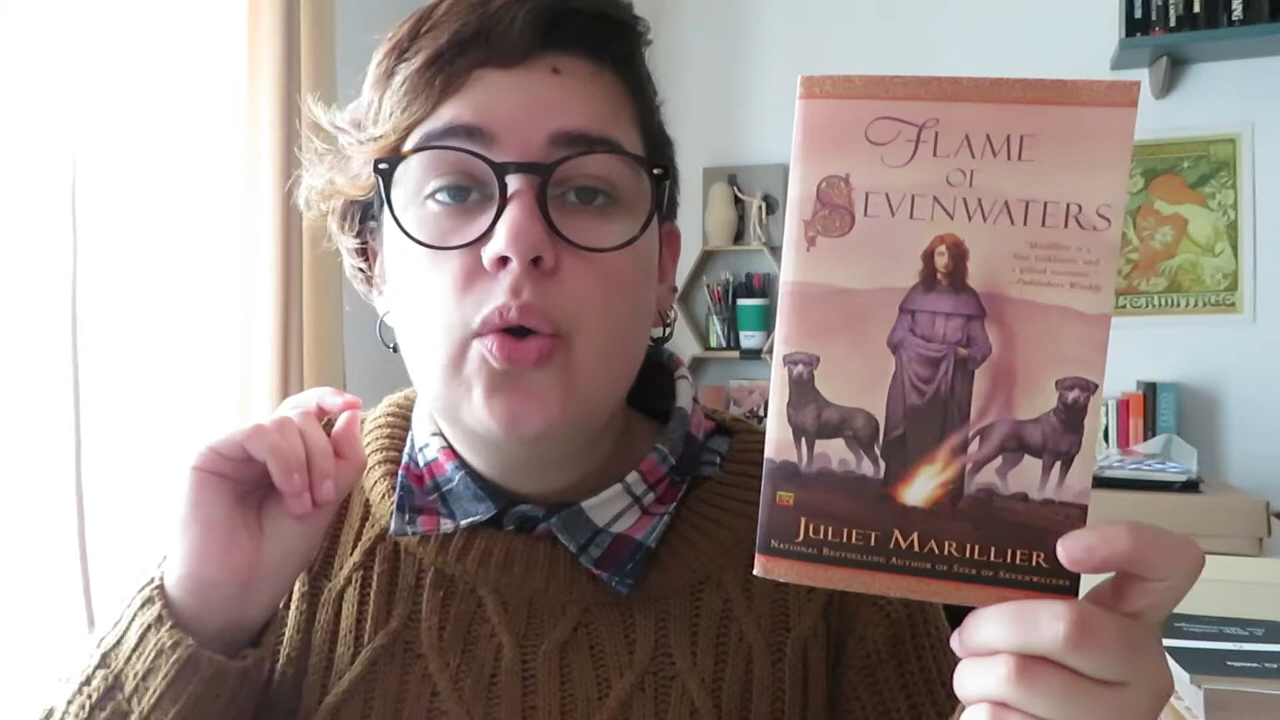 FLAME
OF
SEVENWATERS
"Marillier is a
fine folklorist and
a gifted narrator."
-Publishers Weekly
JULIET MARILLIER
NATIONAL BESTSELLING AUTHOR OF SEER OF SEVENWATERS
L'ERMITAGE